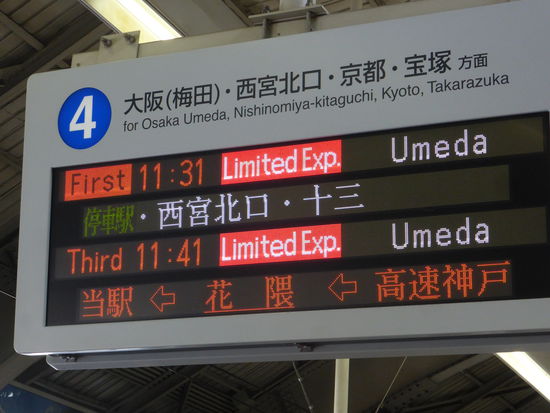 4
大阪(梅田)・西宮北口・京都・宝塚 方面
for Osaka Umeda, Nishinomiya-kitaguchi, Kyoto, Takarazuka
First 11:31 Limited Exp. Umeda
停車駅・西宮北口・十三
Third 11:41 Limited Exp. Umeda
当駅 ⇦ 花隈 ⇦ 高速神戸